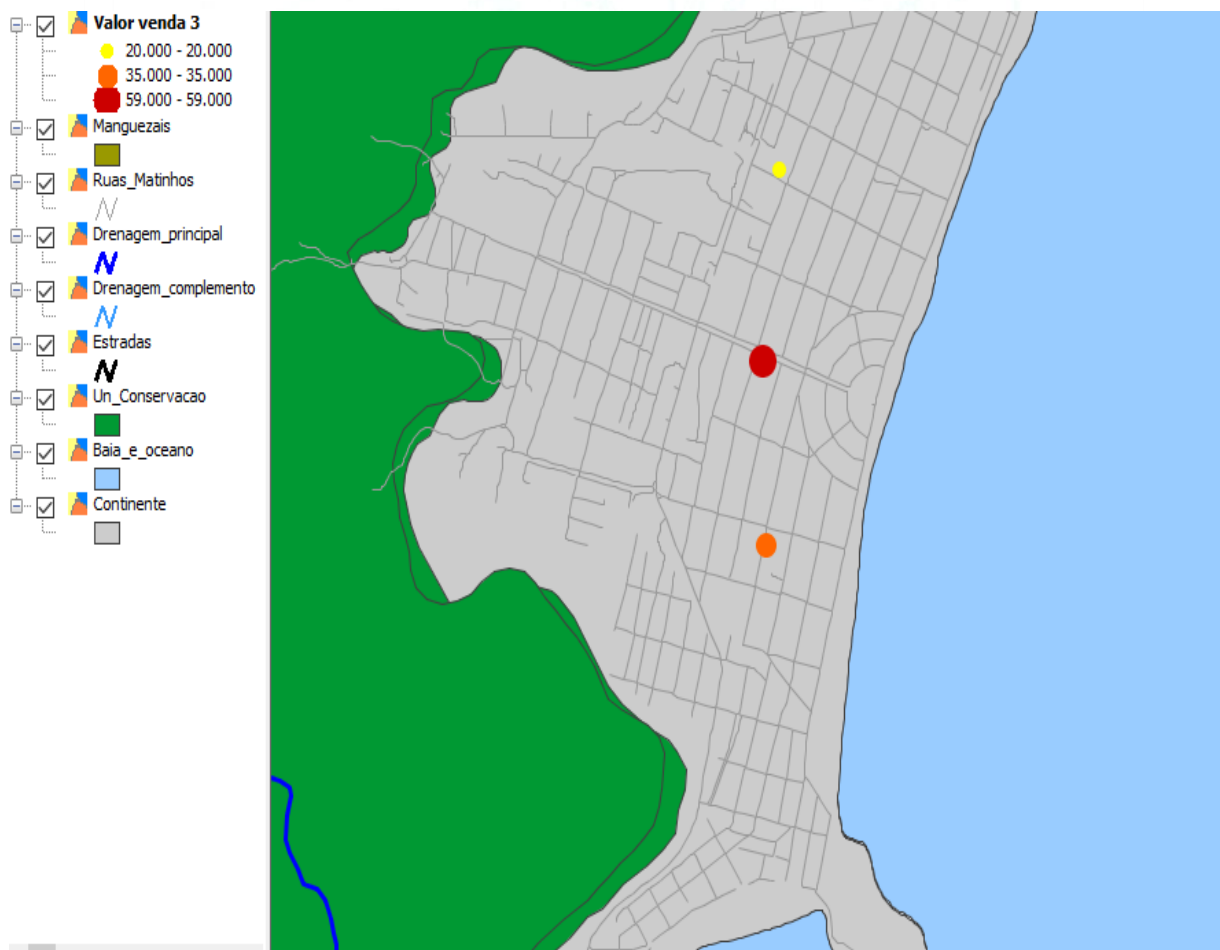 Valor venda 3
20.000 - 20.000
35.000 - 35.000
59.000 - 59.000
Manguezais
Ruas_Matinhos
Drenagem_principal
Drenagem_complemento
Estradas
Un_Conservacao
Baia_e_oceano
Continente